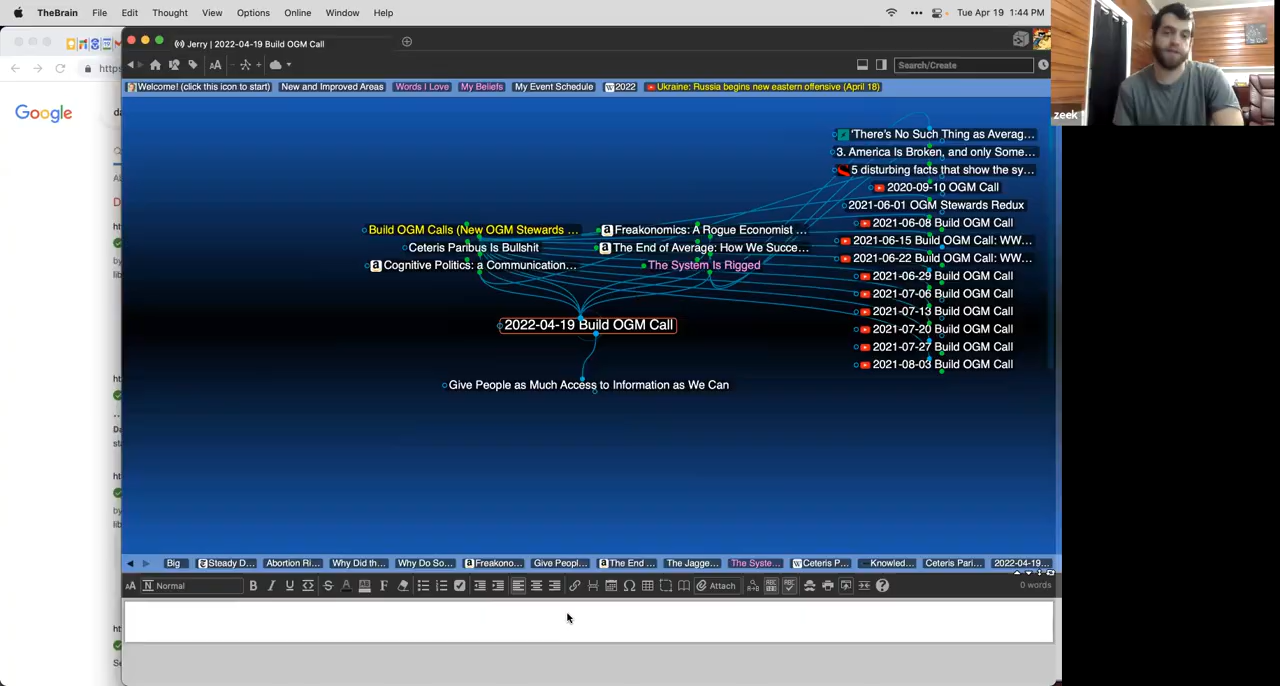 TheBrain File Edit Thought View Options Online Window Help Tue Apr 19 1:44 PM
Jerry | 2022-04-19 Build OGM Call
AA Search/Create
https
Welcome! (click this icon to start) New and Improved Areas Words I Love My Beliefs My Event Schedule 2022 Ukraine: Russia begins new eastern offensive (April 18)
Google
da
zeek
'There's No Such Thing as Averag...
3. America Is Broken, and only Some...
5 disturbing facts that show the sy...
2020-09-10 OGM Call
2021-06-01 OGM Stewards Redux
2021-06-08 Build OGM Call
2021-06-15 Build OGM Call: WW...
2021-06-22 Build OGM Call: WW...
2021-06-29 Build OGM Call
2021-07-06 Build OGM Call
2021-07-13 Build OGM Call
2021-07-20 Build OGM Call
2021-07-27 Build OGM Call
2021-08-03 Build OGM Call
Build OGM Calls (New OGM Stewards ...
Ceteris Paribus Is Bullshit
Cognitive Politics: a Communication...
Freakonomics: A Rogue Economist ...
The End of Average: How We Succe...
The System Is Rigged
2022-04-19 Build OGM Call
Give People as Much Access to Information as We Can
Big Steady D... Abortion Ri... Why Did th... Why Do So... Freakono... Give Peopl... The End ... The Jagge... The Syste... Ceteris P... Knowled... Ceteris Pari... 2022-04-19...
AA N Normal B I U S A F Attach 0 words